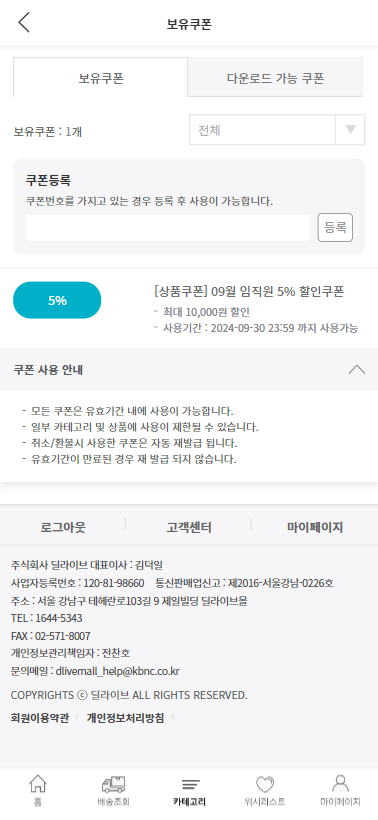 보유쿠폰
보유쿠폰
다운로드 가능 쿠폰
보유쿠폰 : 1개
전체
쿠폰등록
쿠폰번호를 가지고 있는 경우 등록 후 사용이 가능합니다.
등록
5%
[상품쿠폰] 09월 임직원 5% 할인쿠폰
- 최대 10,000원 할인
- 사용기간 : 2024-09-30 23:59 까지 사용가능
쿠폰 사용 안내
- 모든 쿠폰은 유효기간 내에 사용이 가능합니다.
- 일부 카테고리 및 상품에 사용이 제한될 수 있습니다.
- 취소/환불시 사용한 쿠폰은 자동 재발급 됩니다.
- 유효기간이 만료된 경우 재 발급 되지 않습니다.
로그아웃
고객센터
마이페이지
주식회사 딜라이브 대표이사 : 김덕일
사업자등록번호 : 120-81-98660 통신판매업신고 : 제2016-서울강남-0226호
주소 : 서울 강남구 테헤란로103길 9 제일빌딩 딜라이브몰
TEL : 1644-5343
FAX : 02-571-8007
개인정보관리책임자 : 전찬호
문의메일 : dlivemall_help@kbnc.co.kr
COPYRIGHTS ⓒ 딜라이브 ALL RIGHTS RESERVED.
회원이용약관
개인정보처리방침
홈
배송조회
카테고리
위시리스트
마이페이지